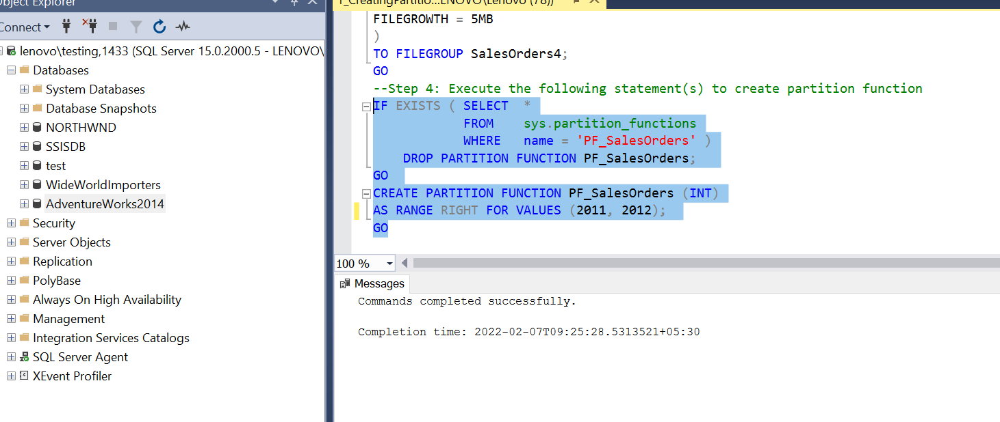 Object Explorer
Connect
lenovo\testing,1433 (SQL Server 15.0.2000.5 - LENOVO\
Databases
System Databases
Database Snapshots
NORTHWND
SSISDB
test
WideWorldImporters
AdventureWorks2014
Security
Server Objects
Replication
PolyBase
Always On High Availability
Management
Integration Services Catalogs
SQL Server Agent
XEvent Profiler
1_CreatingPartitio...ENOVO\Lenovo (78))
FILEGROWTH = 5MB
)
TO FILEGROUP SalesOrders4;
GO
--Step 4: Execute the following statement(s) to create partition function
IF EXISTS ( SELECT *
FROM sys.partition_functions
WHERE name = 'PF_SalesOrders' )
DROP PARTITION FUNCTION PF_SalesOrders;
GO
CREATE PARTITION FUNCTION PF_SalesOrders (INT)
AS RANGE RIGHT FOR VALUES (2011, 2012);
GO
100 %
Messages
Commands completed successfully.
Completion time: 2022-02-07T09:25:28.5313521+05:30